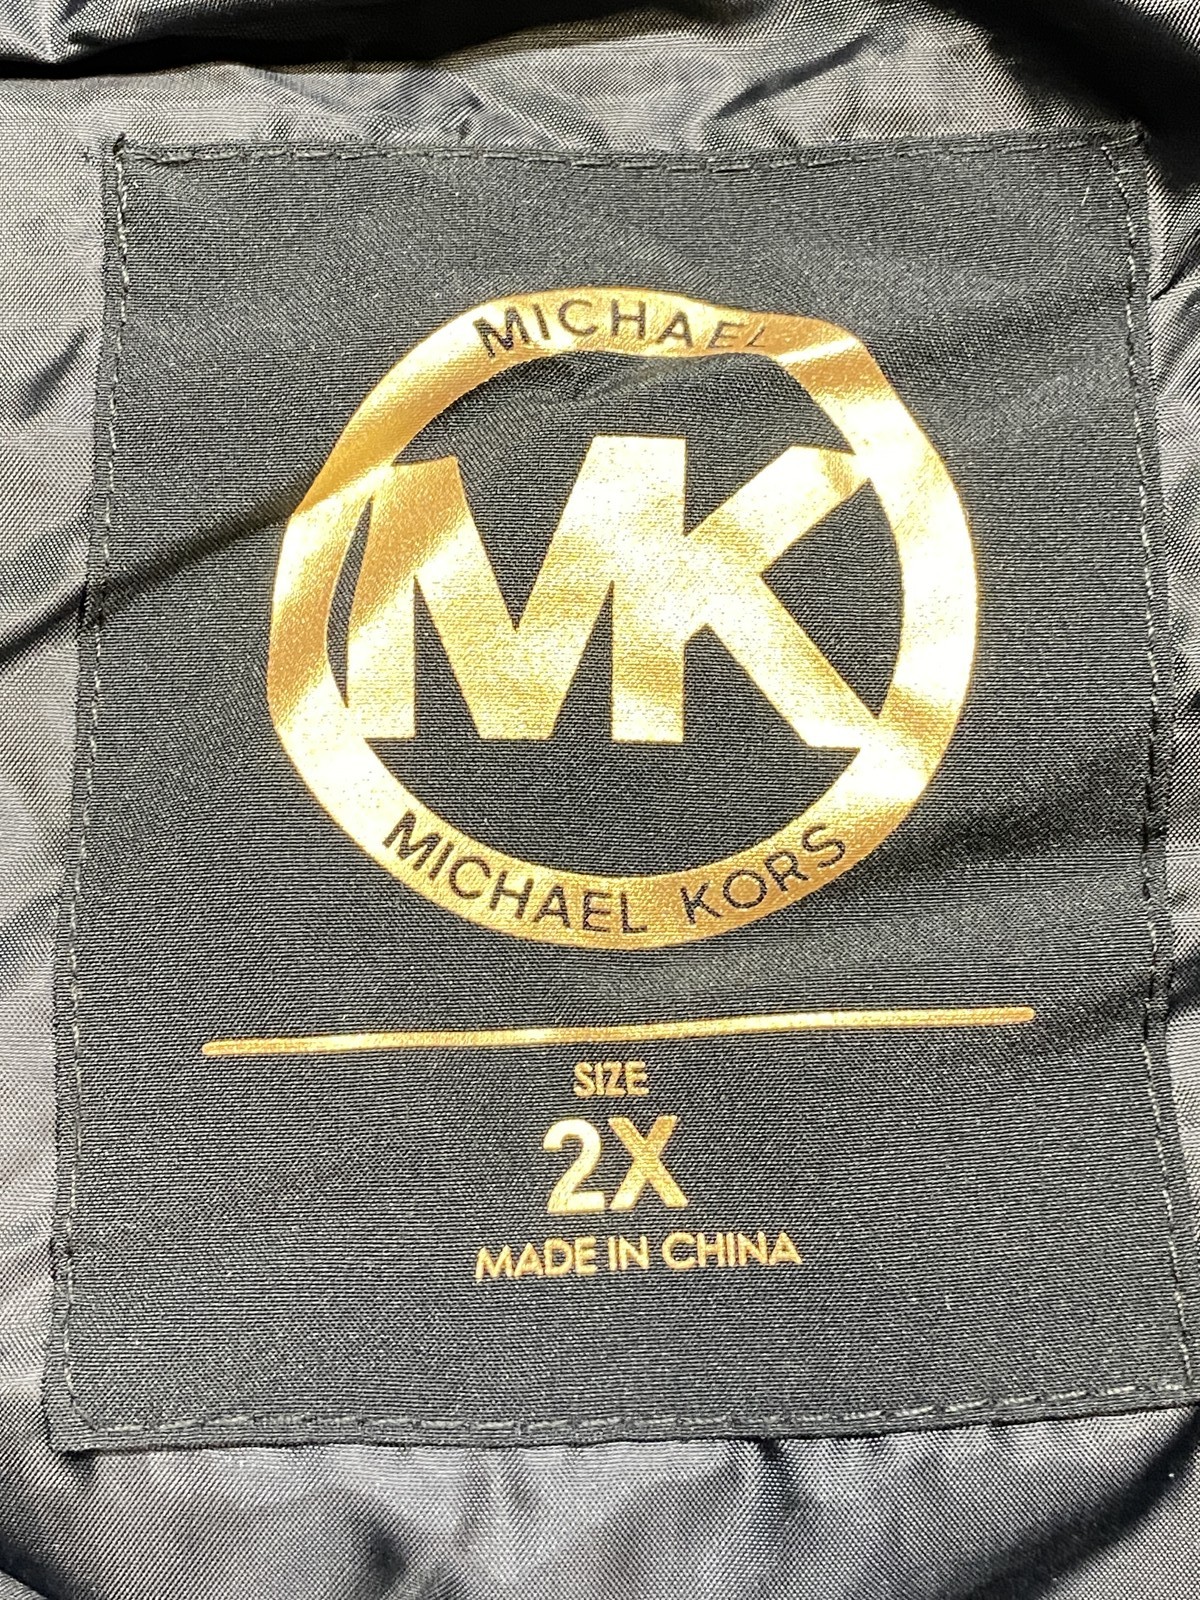 MICHAEL
MK
MICHAEL KORS
SIZE
2X
MADE IN CHINA